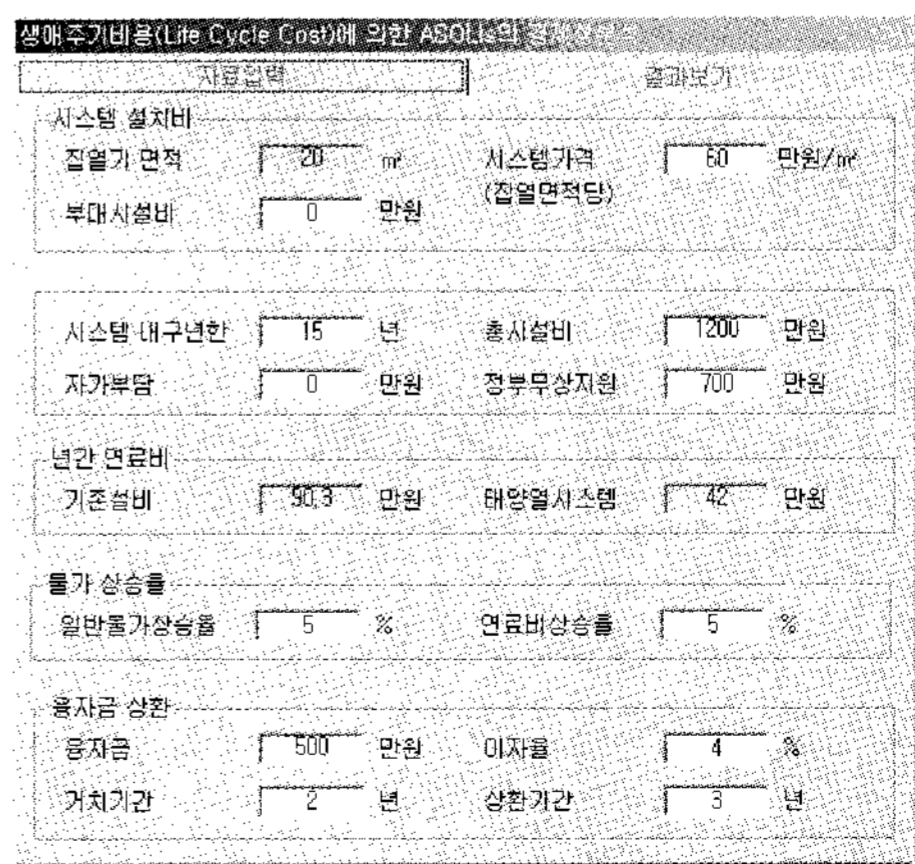 생애주기비용(Life Cycle Cost)에 의한 ASOLis의 경제성분석
자료입력 결과보기
시스템 설치비
집열기 면적 20 ㎡ 시스템가격 60 만원/㎡
(집열면적당)
부대시설비 0 만원
시스템 내구년한 15 년 총시설비 1200 만원
자가부담 0 만원 정부무상지원 700 만원
년간 연료비
기존설비 90.3 만원 태양열시스템 42 만원
물가 상승률
일반물가상승율 5 % 연료비상승률 5 %
융자금 상환
융자금 500 만원 이자율 4 %
거치기간 2 년 상환기간 3 년